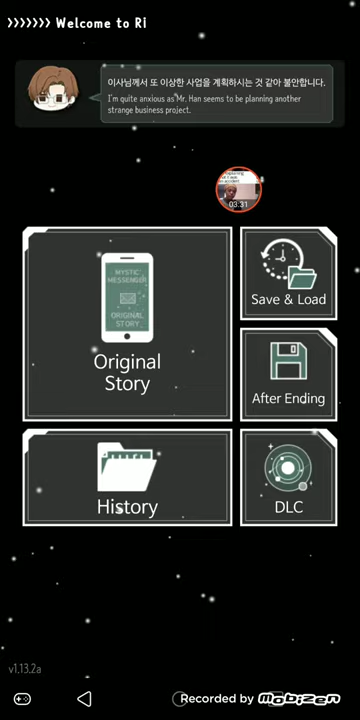 >>>>>>> Welcome to Ri
이사님께서 또 이상한 사업을 계획하시는 것 같아 불안합니다.
I'm quite anxious as Mr. Han seems to be planning another
strange business project.
03:31
MYSTIC
MESSENGER
ORIGINAL
STORY
Original
Story
Save & Load
After Ending
History
DLC
v1.13.2a
Recorded by mobizen